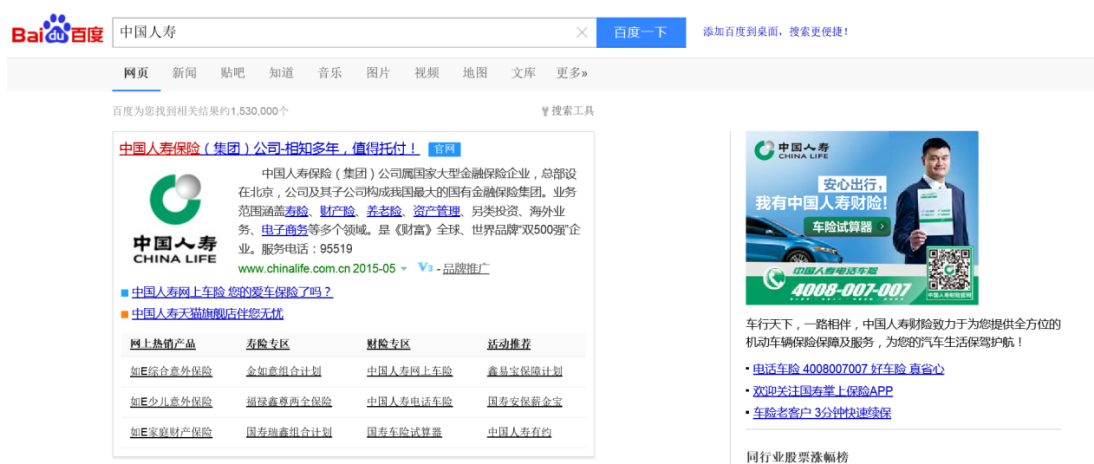 Bai du 百度
中国人寿
百度一下
添加百度到桌面，搜索更便捷！
网页 新闻 贴吧 知道 音乐 图片 视频 地图 文库 更多»
百度为您找到相关结果约1,530,000个
搜索工具
中国人寿保险（集团）公司-相知多年，值得托付！ 官网
中国人寿
CHINA LIFE
中国人寿保险（集团）公司属国家大型金融保险企业，总部设
在北京，公司及其子公司构成我国最大的国有金融保险集团。业务
范围涵盖寿险、财产险、养老险、资产管理、另类投资、海外业
务、电子商务等多个领域。是《财富》全球、世界品牌“双500强”企
业。服务电话：95519
www.chinalife.com.cn 2015-05 V3 - 品牌推广
中国人寿网上车险 您的爱车保险了吗？
中国人寿天猫旗舰店伴您无忧
网上热销产品 寿险专区 财险专区 活动推荐
如E综合意外保险 金如意组合计划 中国人寿网上车险 鑫易宝保障计划
如E少儿意外保险 福禄鑫尊两全保险 中国人寿电话车险 国寿安保薪金宝
如E家庭财产保险 国寿瑞鑫组合计划 国寿车险试算器 中国人寿有约
中国人寿
CHINA LIFE
安心出行，
我有中国人寿财险！
车险试算器
中国人寿电话车险
4008-007-007
车行天下，一路相伴，中国人寿财险致力于为您提供全方位的
机动车辆保险保障及服务，为您的汽车生活保驾护航！
电话车险 4008007007 好车险 真省心
欢迎关注国寿掌上保险APP
车险老客户 3分钟快速续保
同行业股票涨幅榜